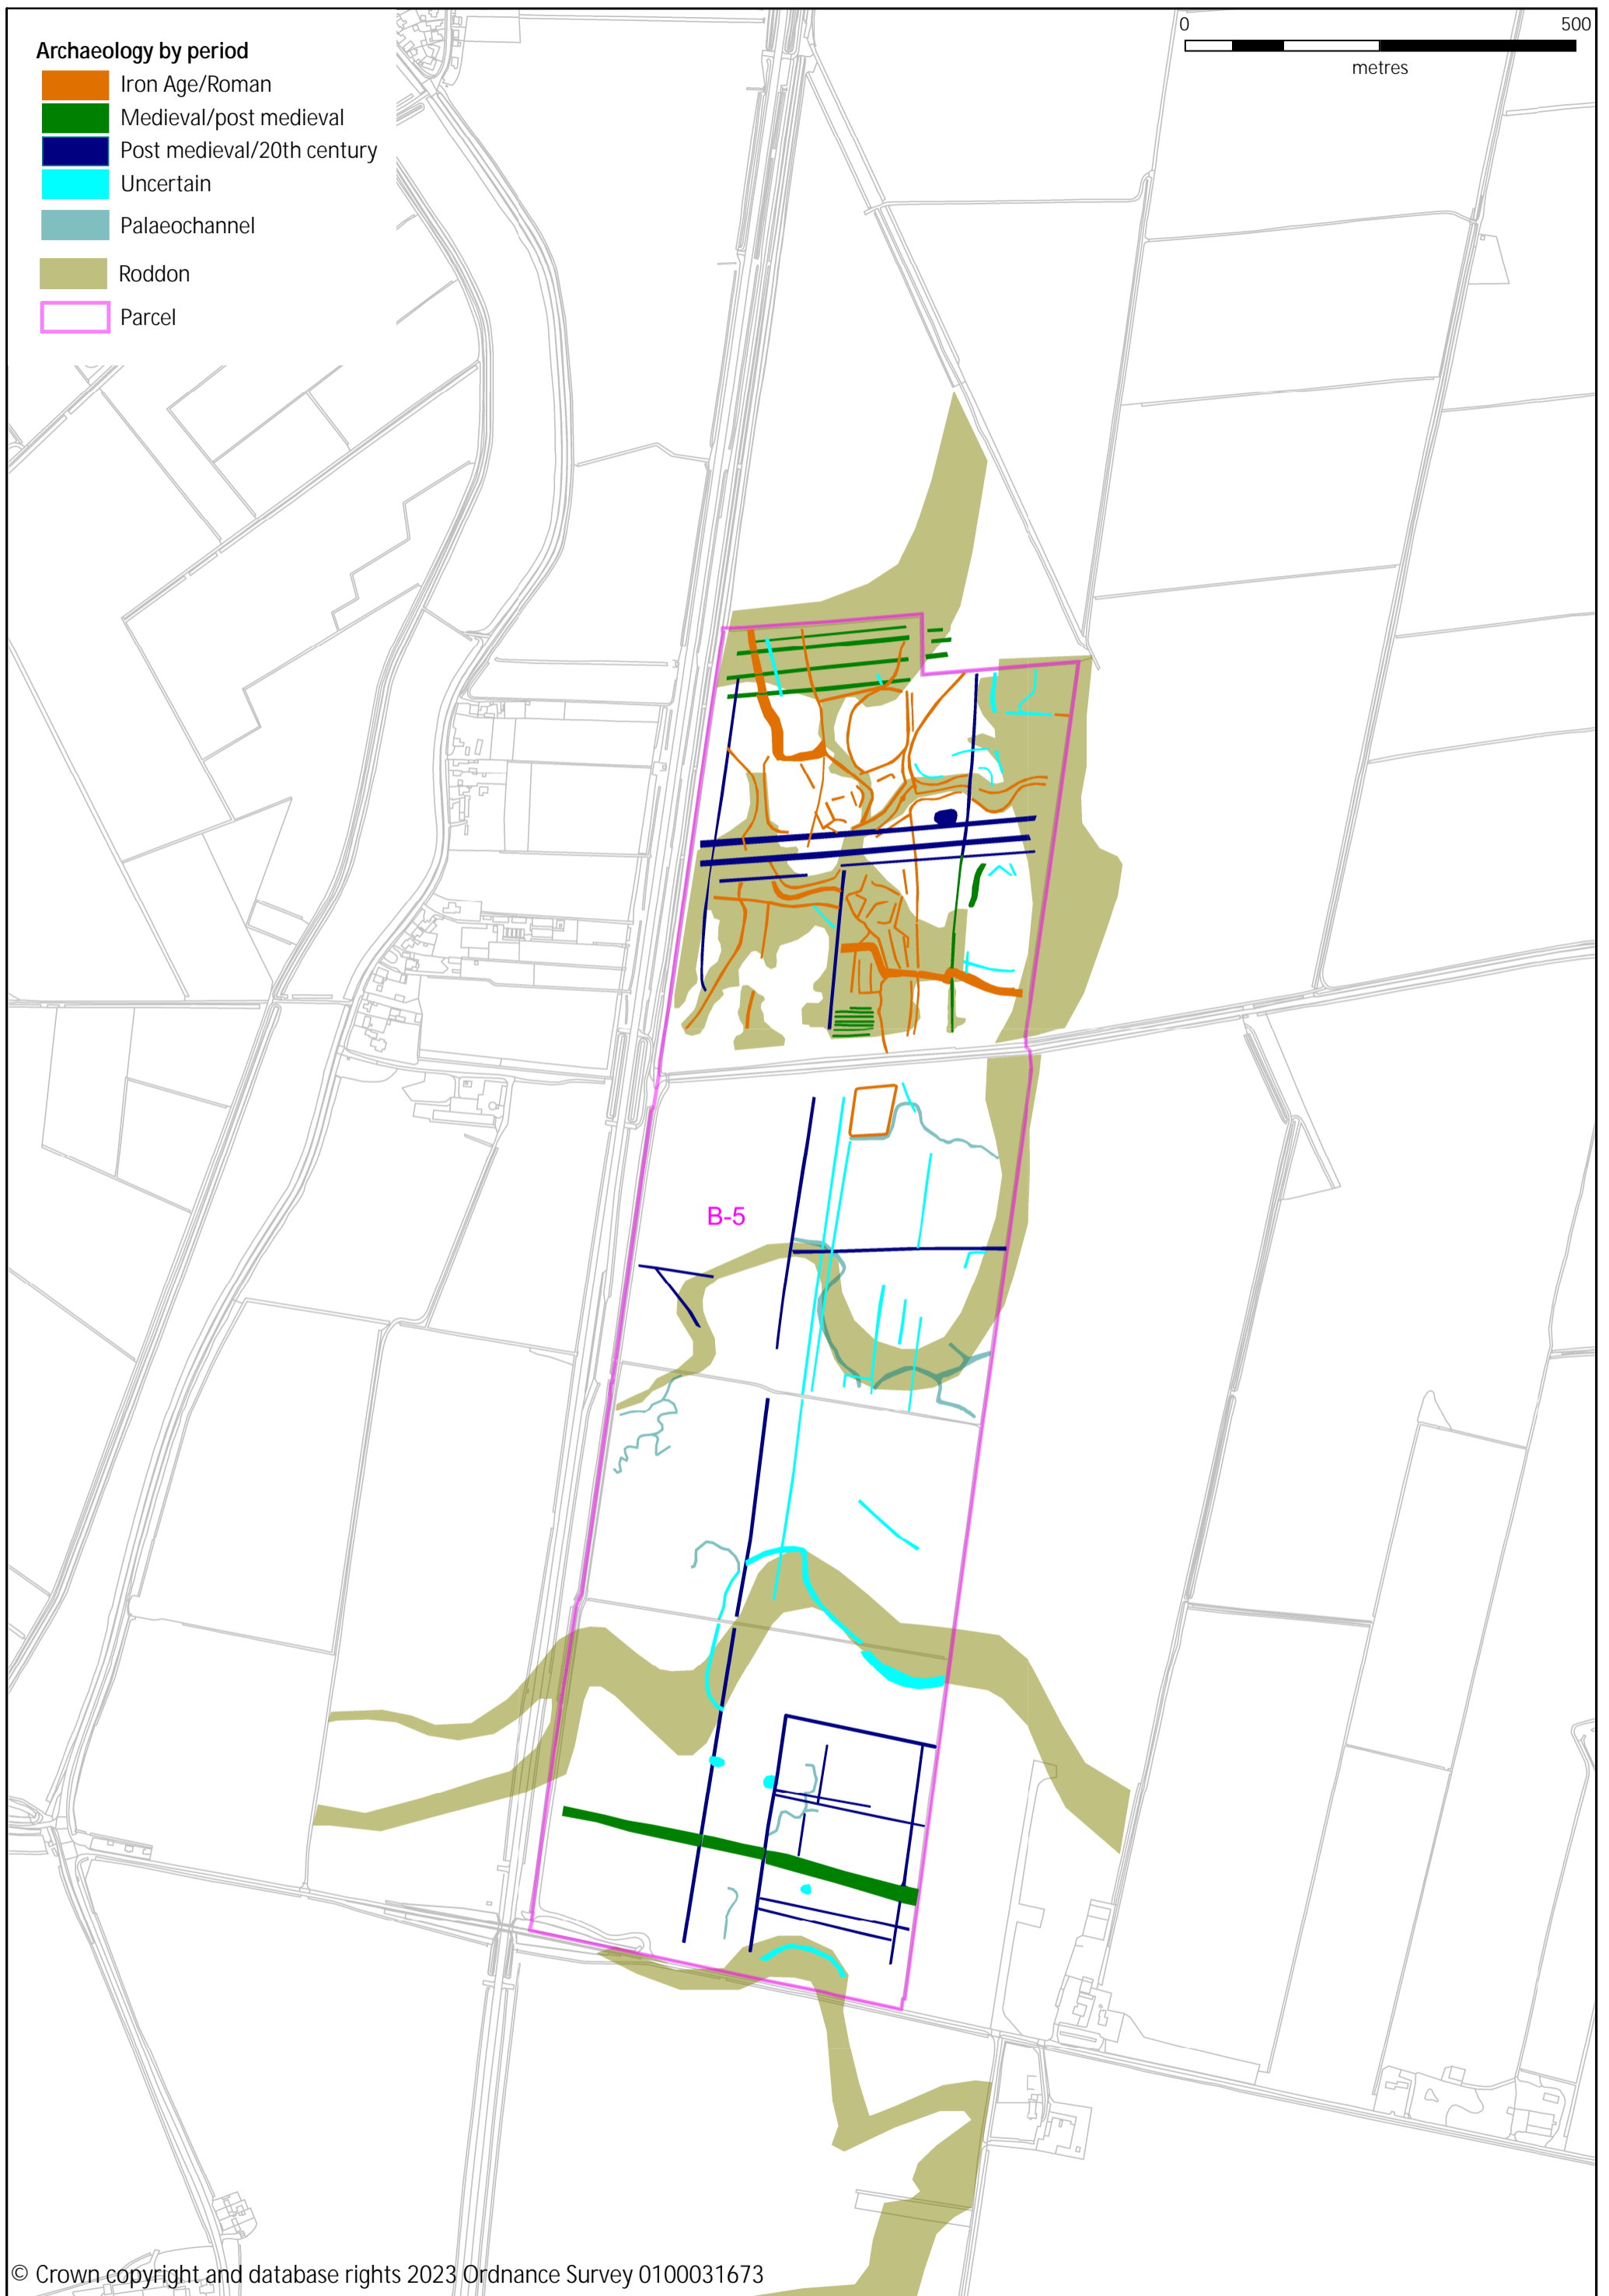 Archaeology by period
Iron Age/Roman
Medieval/post medieval
Post medieval/20th century
Uncertain
Palaeochannel
Roddon
Parcel
0 500
metres
B-5
© Crown copyright and database rights 2023 Ordnance Survey 0100031673